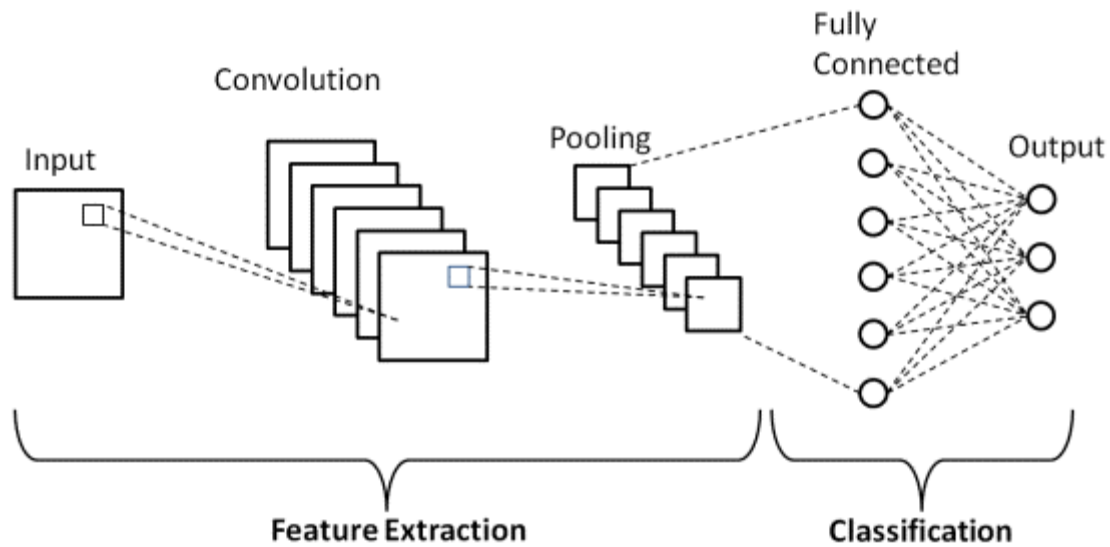 Input
Convolution
Pooling
Fully
Connected
Output
Feature Extraction
Classification